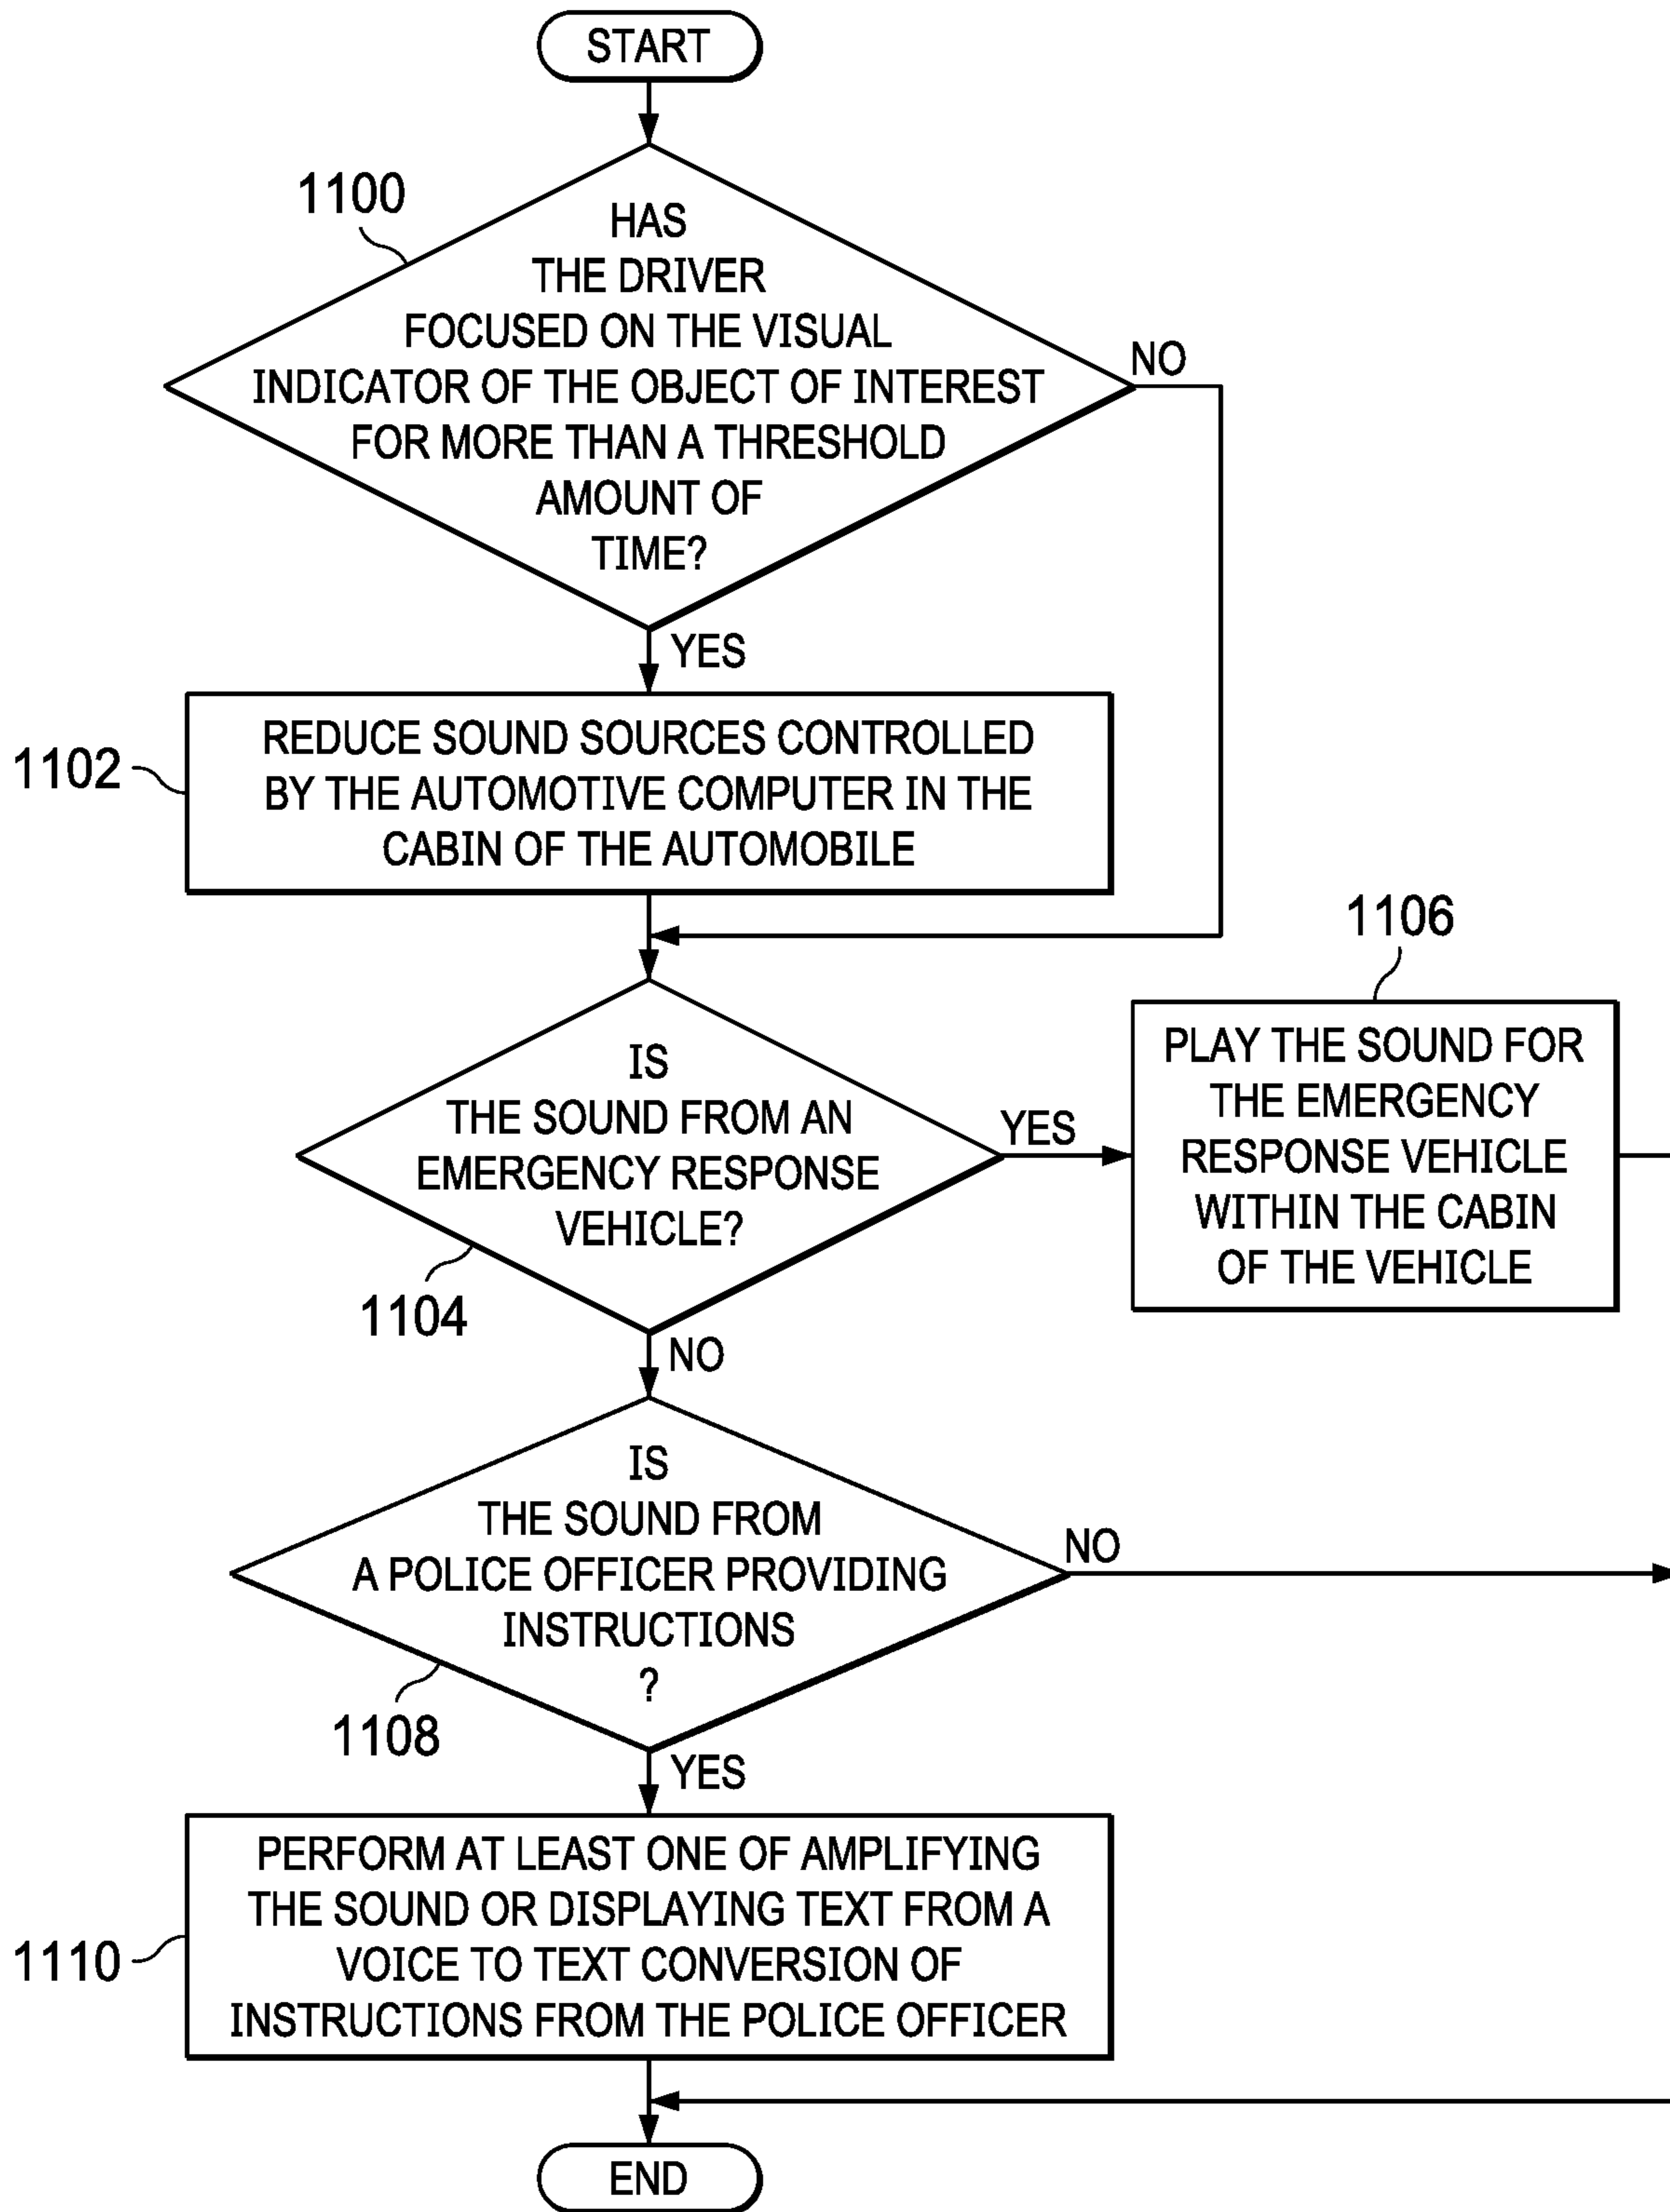 START
1100
HAS
THE DRIVER
FOCUSED ON THE VISUAL
INDICATOR OF THE OBJECT OF INTEREST
FOR MORE THAN A THRESHOLD
AMOUNT OF
TIME?
NO
YES
1102
REDUCE SOUND SOURCES CONTROLLED
BY THE AUTOMOTIVE COMPUTER IN THE
CABIN OF THE AUTOMOBILE
IS
THE SOUND FROM AN
EMERGENCY RESPONSE
VEHICLE?
1104
YES
1106
PLAY THE SOUND FOR
THE EMERGENCY
RESPONSE VEHICLE
WITHIN THE CABIN
OF THE VEHICLE
NO
IS
THE SOUND FROM
A POLICE OFFICER PROVIDING
INSTRUCTIONS
?
1108
NO
YES
1110
PERFORM AT LEAST ONE OF AMPLIFYING
THE SOUND OR DISPLAYING TEXT FROM A
VOICE TO TEXT CONVERSION OF
INSTRUCTIONS FROM THE POLICE OFFICER
END